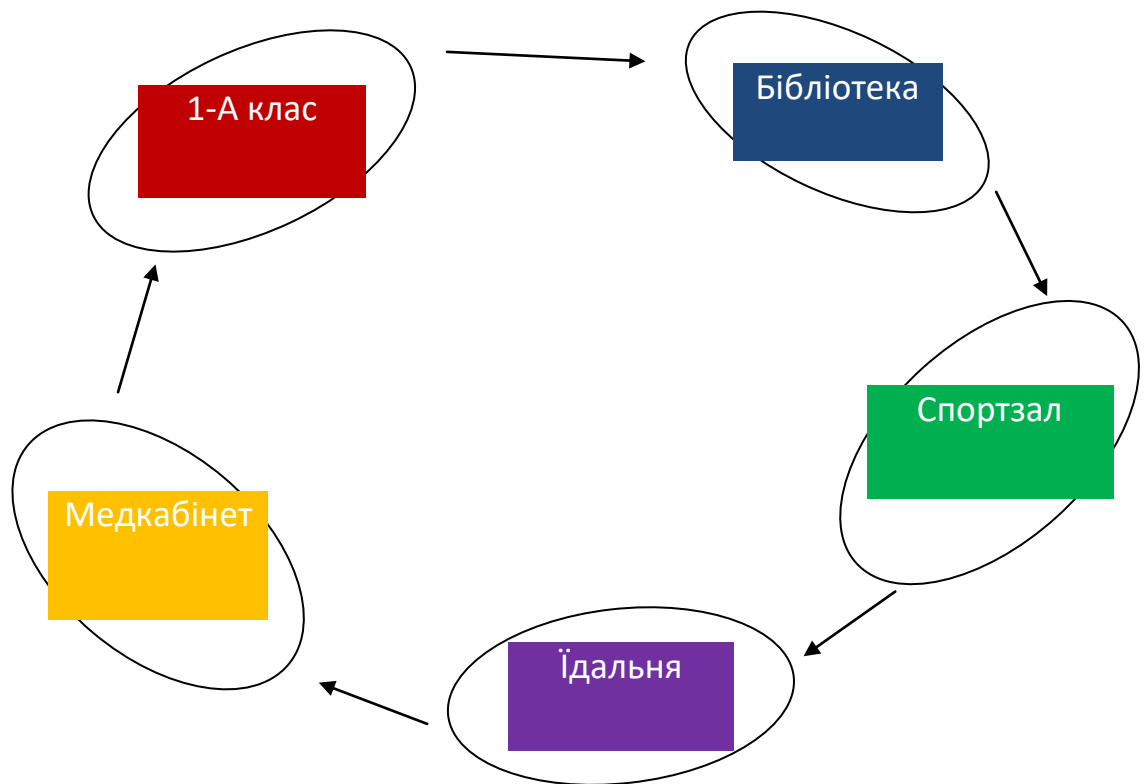 1-А клас
Бібліотека
Спортзал
Їдальня
Медкабінет